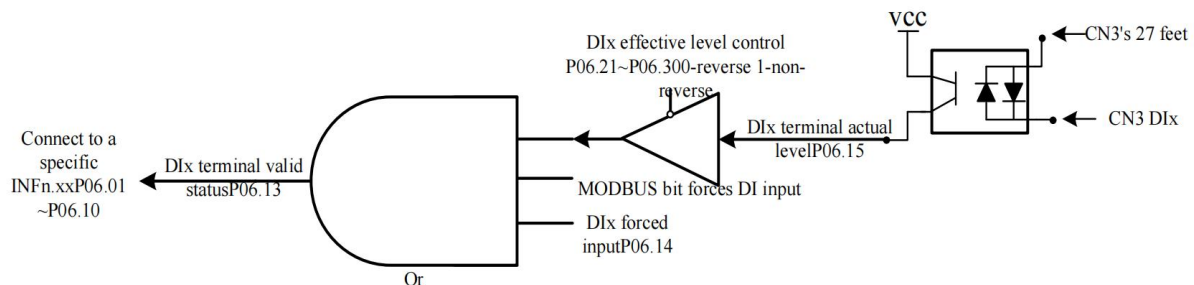 vcc
CN3's 27 feet
DIx effective level control
P06.21~P06.300-reverse 1-non-
reverse
CN3 DIx
DIx terminal actual
levelP06.15
Connect to a
specific
INFn.xxP06.01
~P06.10
DIx terminal valid
statusP06.13
MODBUS bit forces DI input
DIx forced
inputP06.14
Or